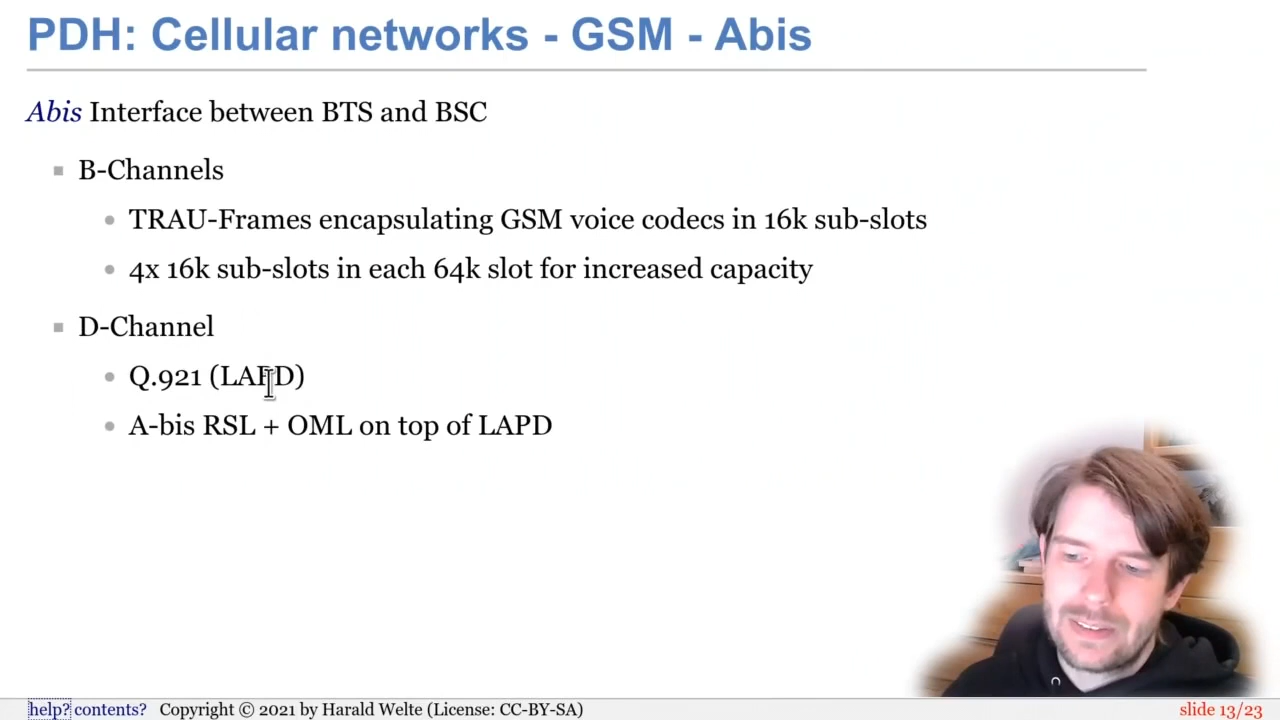 PDH: Cellular networks - GSM - Abis
Abis Interface between BTS and BSC
B-Channels
TRAU-Frames encapsulating GSM voice codecs in 16k sub-slots
4x 16k sub-slots in each 64k slot for increased capacity
D-Channel
Q.921 (LAPD)
A-bis RSL + OML on top of LAPD
help? contents? Copyright © 2021 by Harald Welte (License: CC-BY-SA) slide 13/23